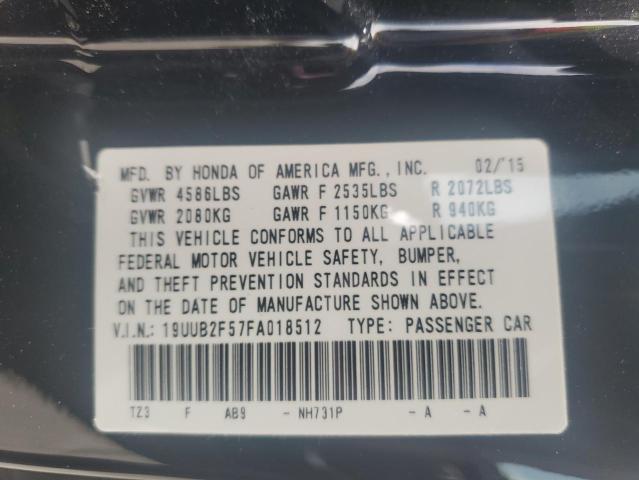 MFD. BY HONDA OF AMERICA MFG., INC. 02/'15
GVWR 4586LBS GAWR F 2535LBS R 2072LBS
GVWR 2080KG GAWR F 1150KG R 940KG
THIS VEHICLE CONFORMS TO ALL APPLICABLE
FEDERAL MOTOR VEHICLE SAFETY, BUMPER,
AND THEFT PREVENTION STANDARDS IN EFFECT
ON THE DATE OF MANUFACTURE SHOWN ABOVE.
V.I.N.: 19UUB2F57FA018512 TYPE: PASSENGER CAR
TZ3 F AB9 - NH731P - A - A